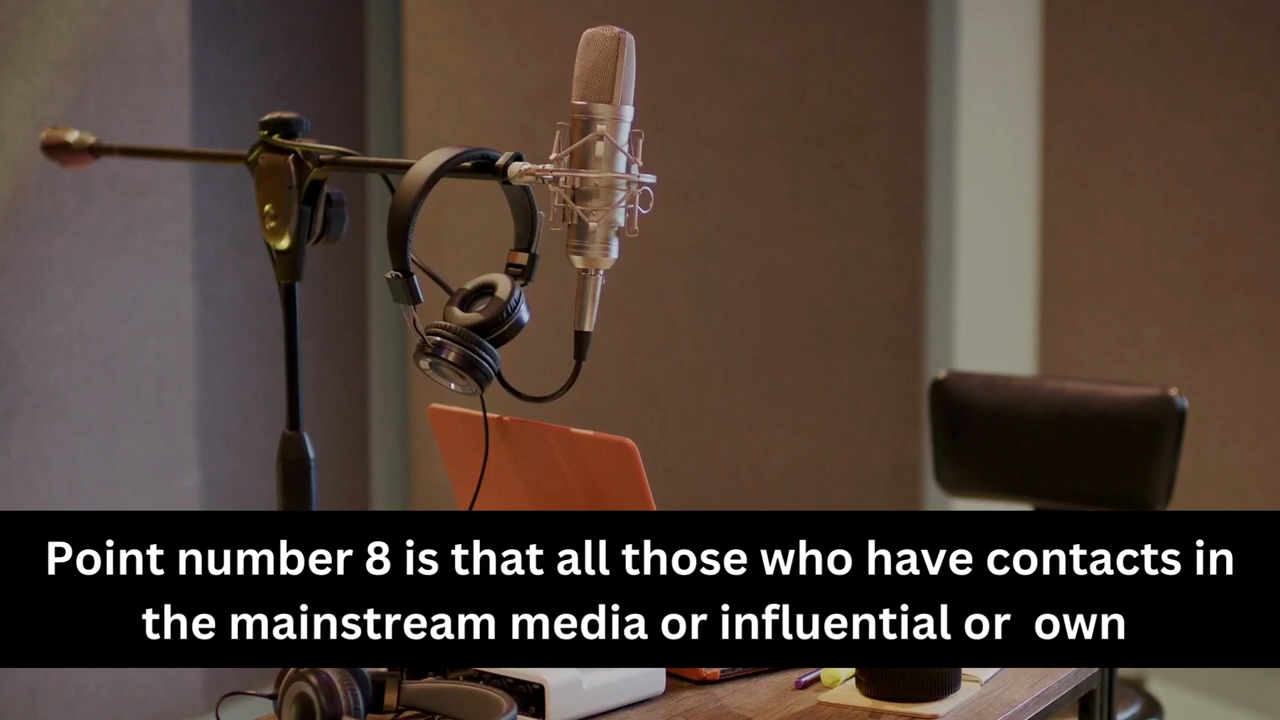 Point number 8 is that all those who have contacts in
the mainstream media or influential or  own